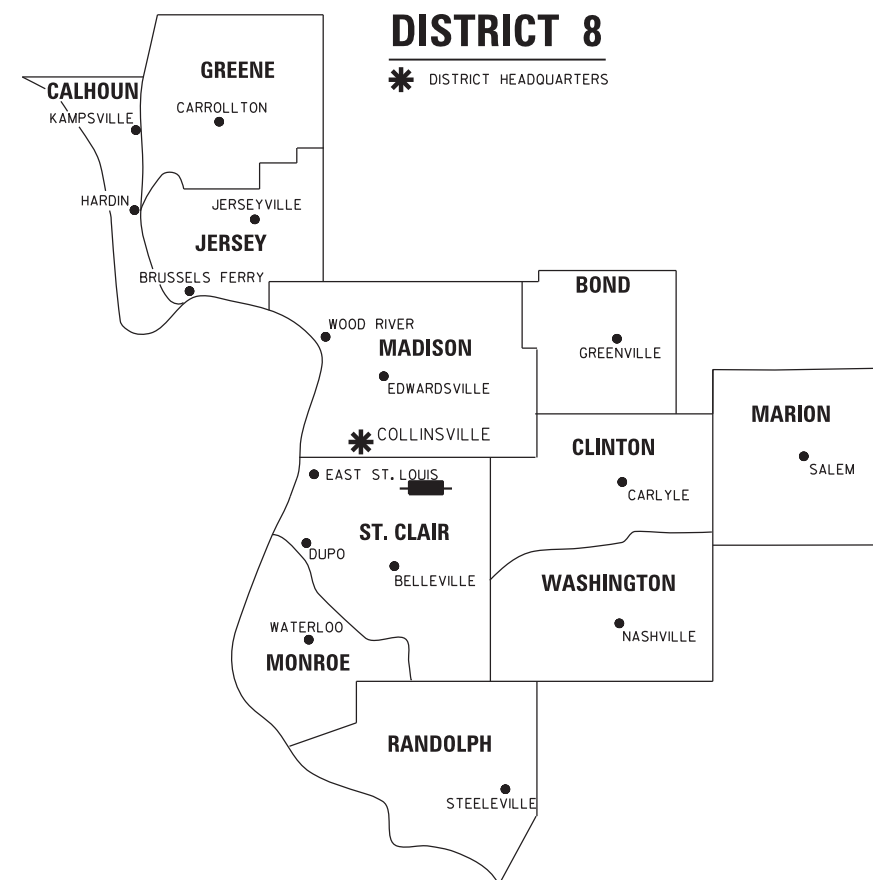 DISTRICT 8
DISTRICT HEADQUARTERS
GREENE
CALHOUN
CARROLLTON
KAMPSVILLE
HARDIN
JERSEYVILLE
JERSEY
BRUSSELS FERRY
BOND
WOOD RIVER
MADISON
GREENVILLE
EDWARDSVILLE
MARION
COLLINSVILLE
CLINTON
SALEM
EAST ST. LOUIS
CARLYLE
ST. CLAIR
DUPO
BELLEVILLE
WASHINGTON
WATERLOO
NASHVILLE
MONROE
RANDOLPH
STEELEVILLE